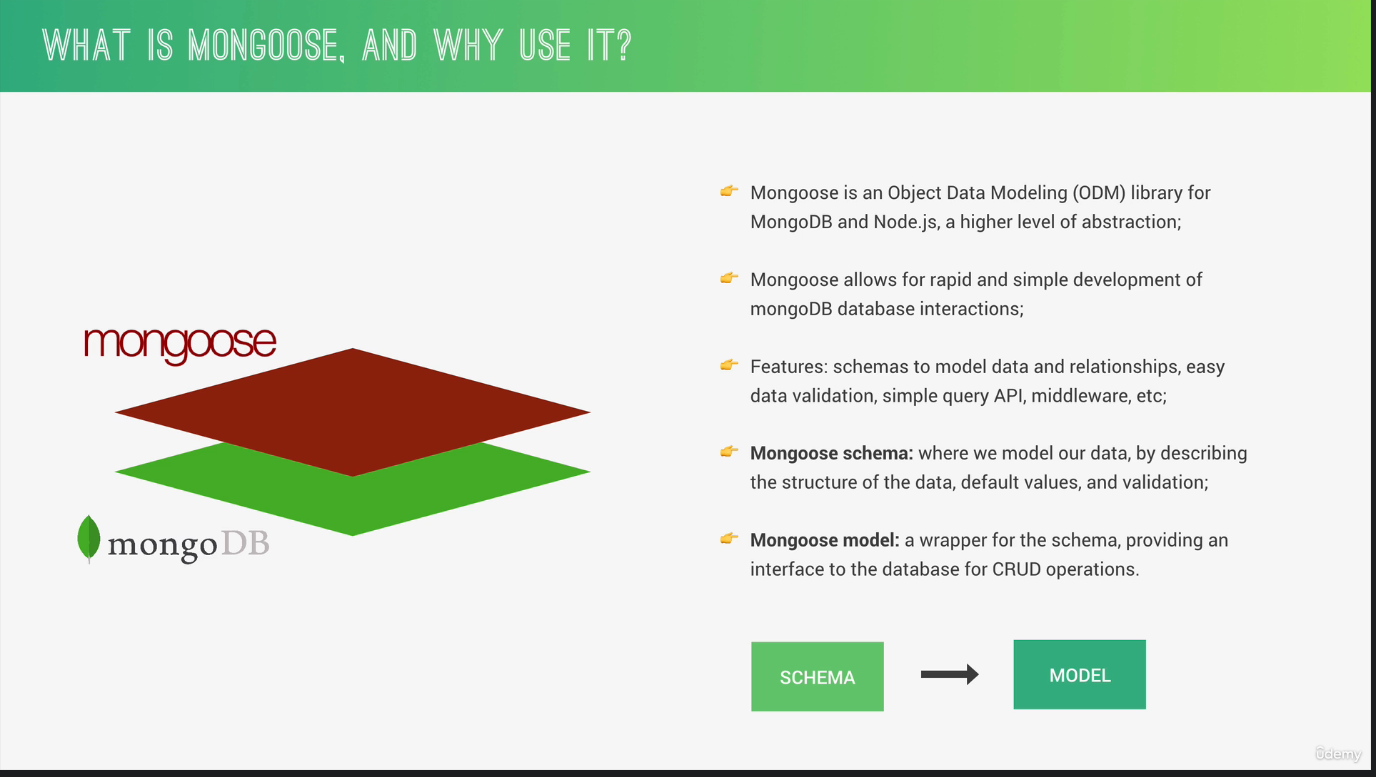 WHAT IS MONGOOSE, AND WHY USE IT?
Mongoose is an Object Data Modeling (ODM) library for
MongoDB and Node.js, a higher level of abstraction;
Mongoose allows for rapid and simple development of
mongoDB database interactions;
Features: schemas to model data and relationships, easy
data validation, simple query API, middleware, etc;
Mongoose schema: where we model our data, by describing
the structure of the data, default values, and validation;
Mongoose model: a wrapper for the schema, providing an
interface to the database for CRUD operations.
mongoose
mongoDB
SCHEMA
MODEL
ûdemy